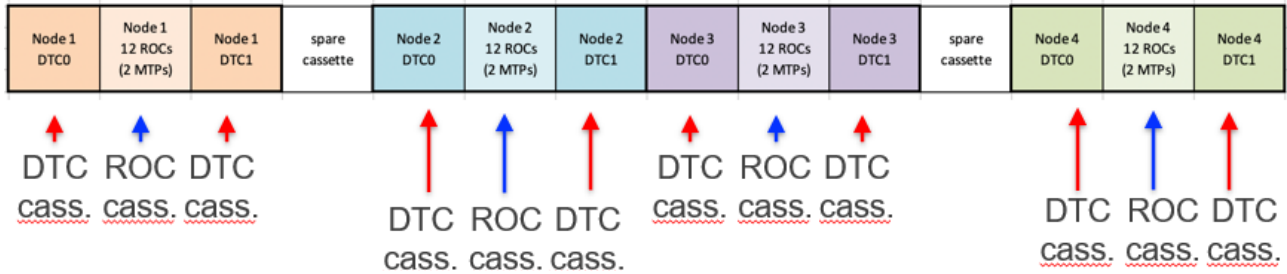 Node 1
DTC0
Node 1
12 ROCs
(2 MTPs)
Node 1
DTC1
spare
cassette
Node 2
DTC0
Node 2
12 ROCs
(2 MTPs)
Node 2
DTC1
Node 3
DTC0
Node 3
12 ROCs
(2 MTPs)
Node 3
DTC1
spare
cassette
Node 4
DTC0
Node 4
12 ROCs
(2 MTPs)
Node 4
DTC1
DTC ROC DTC
cass. cass. cass.
DTC ROC DTC
cass. cass. cass.
DTC ROC DTC
cass. cass. cass.
DTC ROC DTC
cass. cass. cass.